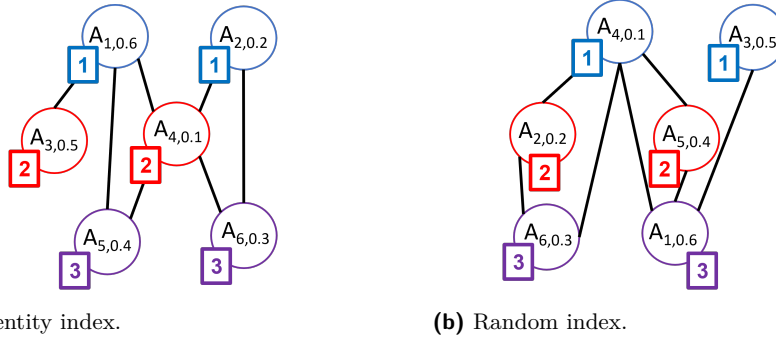 A1,0.6
A2,0.2
1
1
A3,0.5
2
A4,0.1
2
A5,0.4
3
A6,0.3
3
entity index.
A4,0.1
A3,0.5
1
1
A2,0.2
2
A5,0.4
2
A6,0.3
3
A1,0.6
3
(b) Random index.